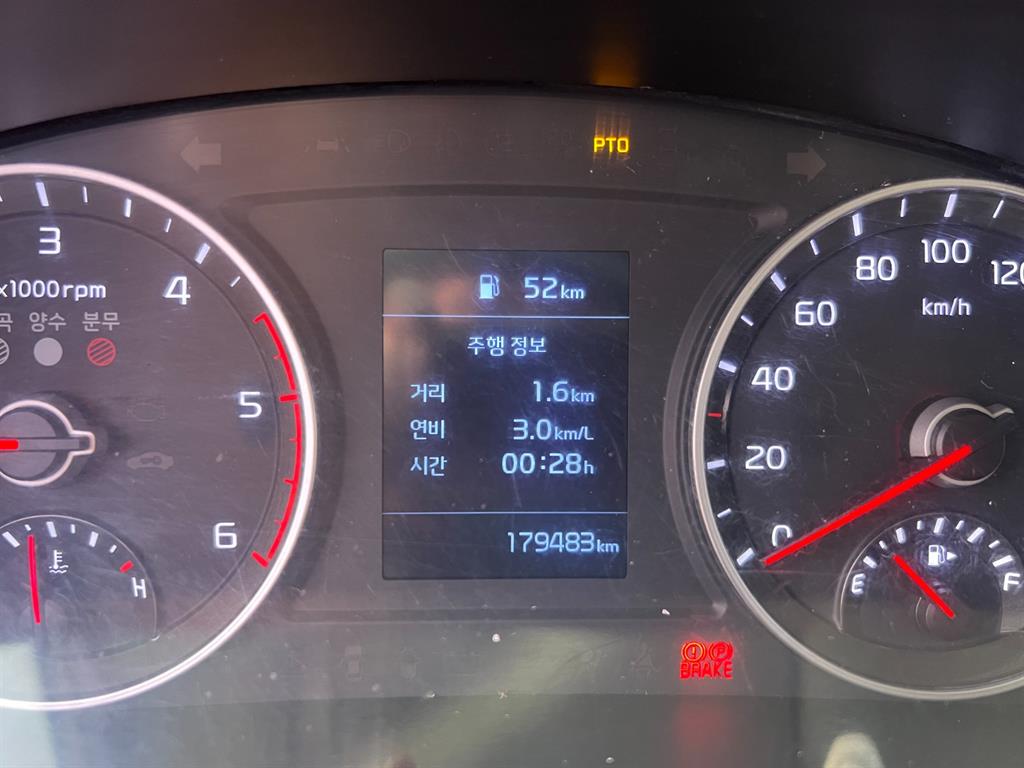 PTO
3
4
5
6
x1000rpm
양수 분무
H
52km
주행 정보
거리 1.6km
연비 3.0km/L
시간 00:28h
179483km
0
20
40
60
80
100
120
km/h
E
F
(!) (P)
BRAKE